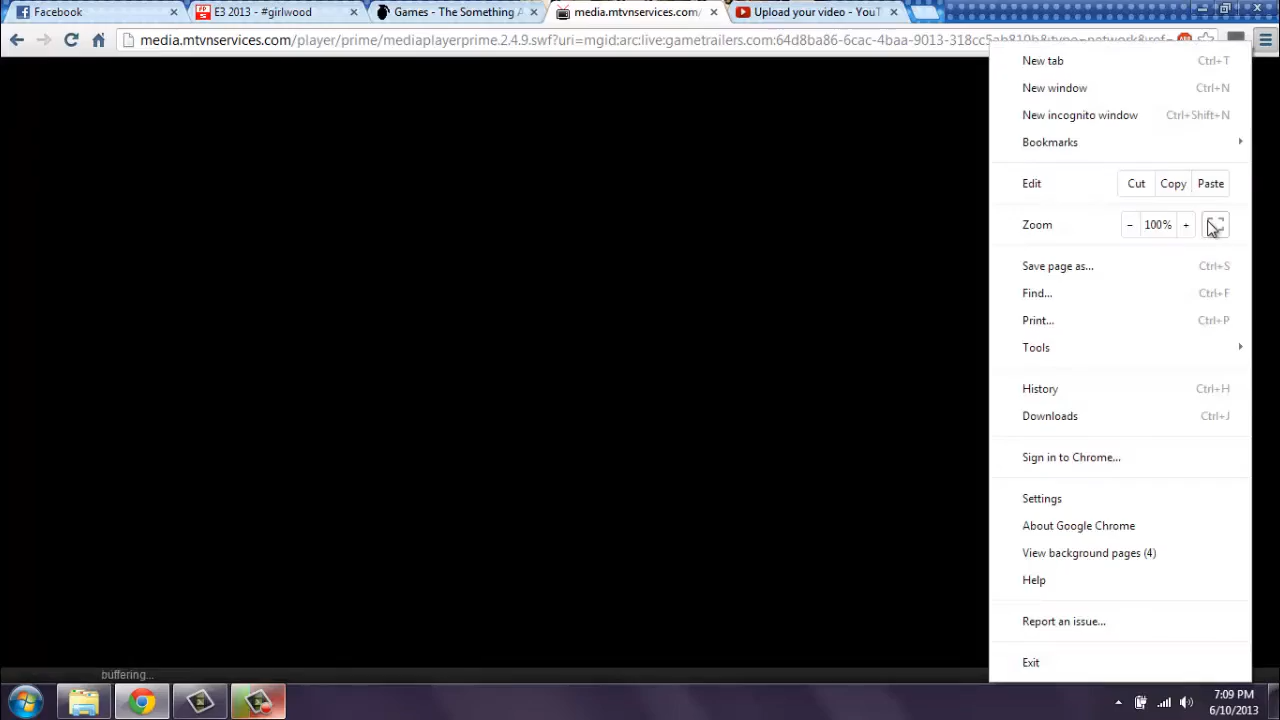 Facebook
E3 2013 - #girlwood
Games - The Something A
media.mtvnservices.com/
Upload your video - YouT
media.mtvnservices.com/player/prime/mediaplayerprime.2.4.9.swf?uri=mgid:arc:live:gametrailers.com:64d8ba86-6cac-4baa-9013-318cc5ab810b&type=network&ref=
New tab Ctrl+T
New window Ctrl+N
New incognito window Ctrl+Shift+N
Bookmarks
Edit Cut Copy Paste
Zoom - 100% +
Save page as... Ctrl+S
Find... Ctrl+F
Print... Ctrl+P
Tools
History Ctrl+H
Downloads Ctrl+J
Sign in to Chrome...
Settings
About Google Chrome
View background pages (4)
Help
Report an issue...
Exit
buffering...
7:09 PM
6/10/2013